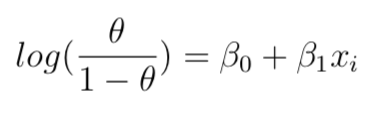 log(θ/(1 − θ)) = β₀ + β₁xᵢ